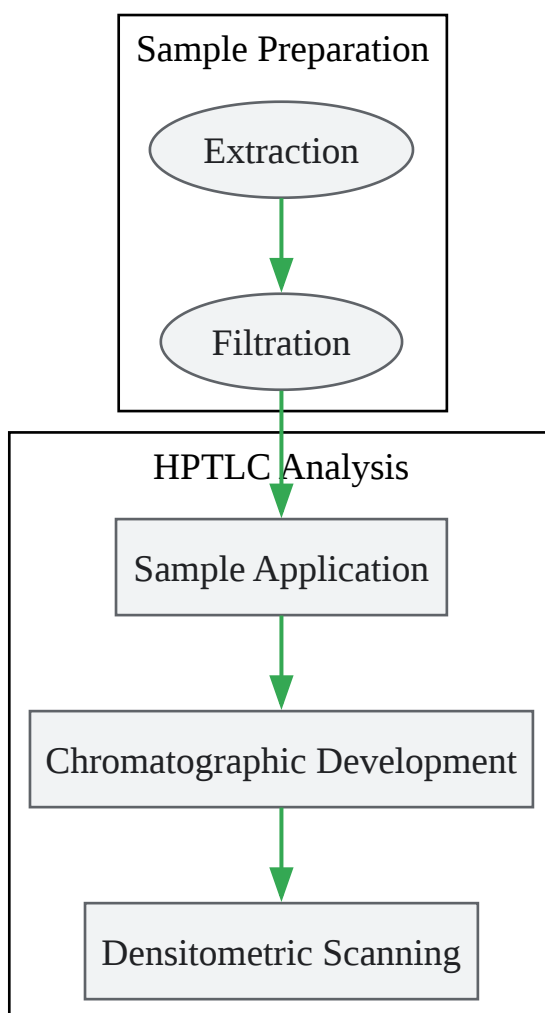 Sample Preparation
Extraction
Filtration
HPTLC Analysis
Sample Application
Chromatographic Development
Densitometric Scanning